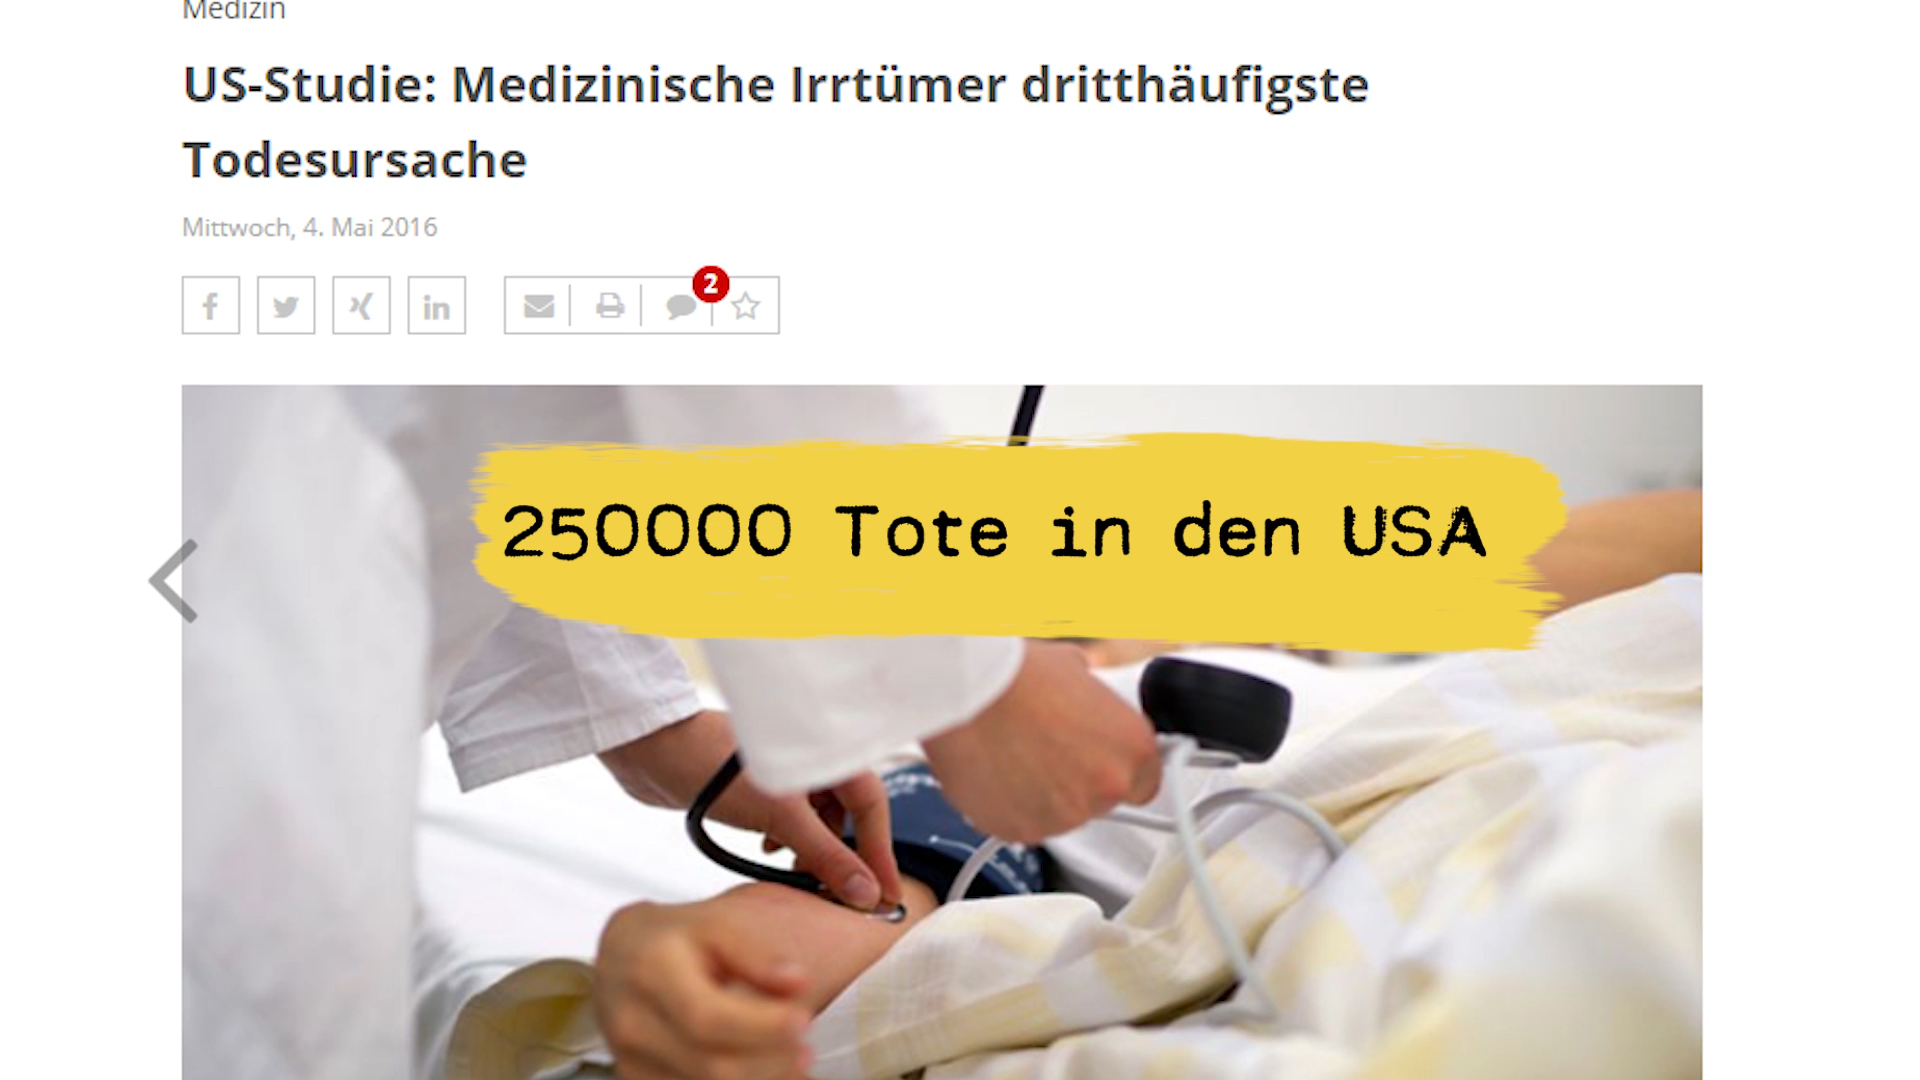 Medizin
US-Studie: Medizinische Irrtümer dritthäufigste
Todesursache
Mittwoch, 4. Mai 2016
2
250000 Tote in den USA